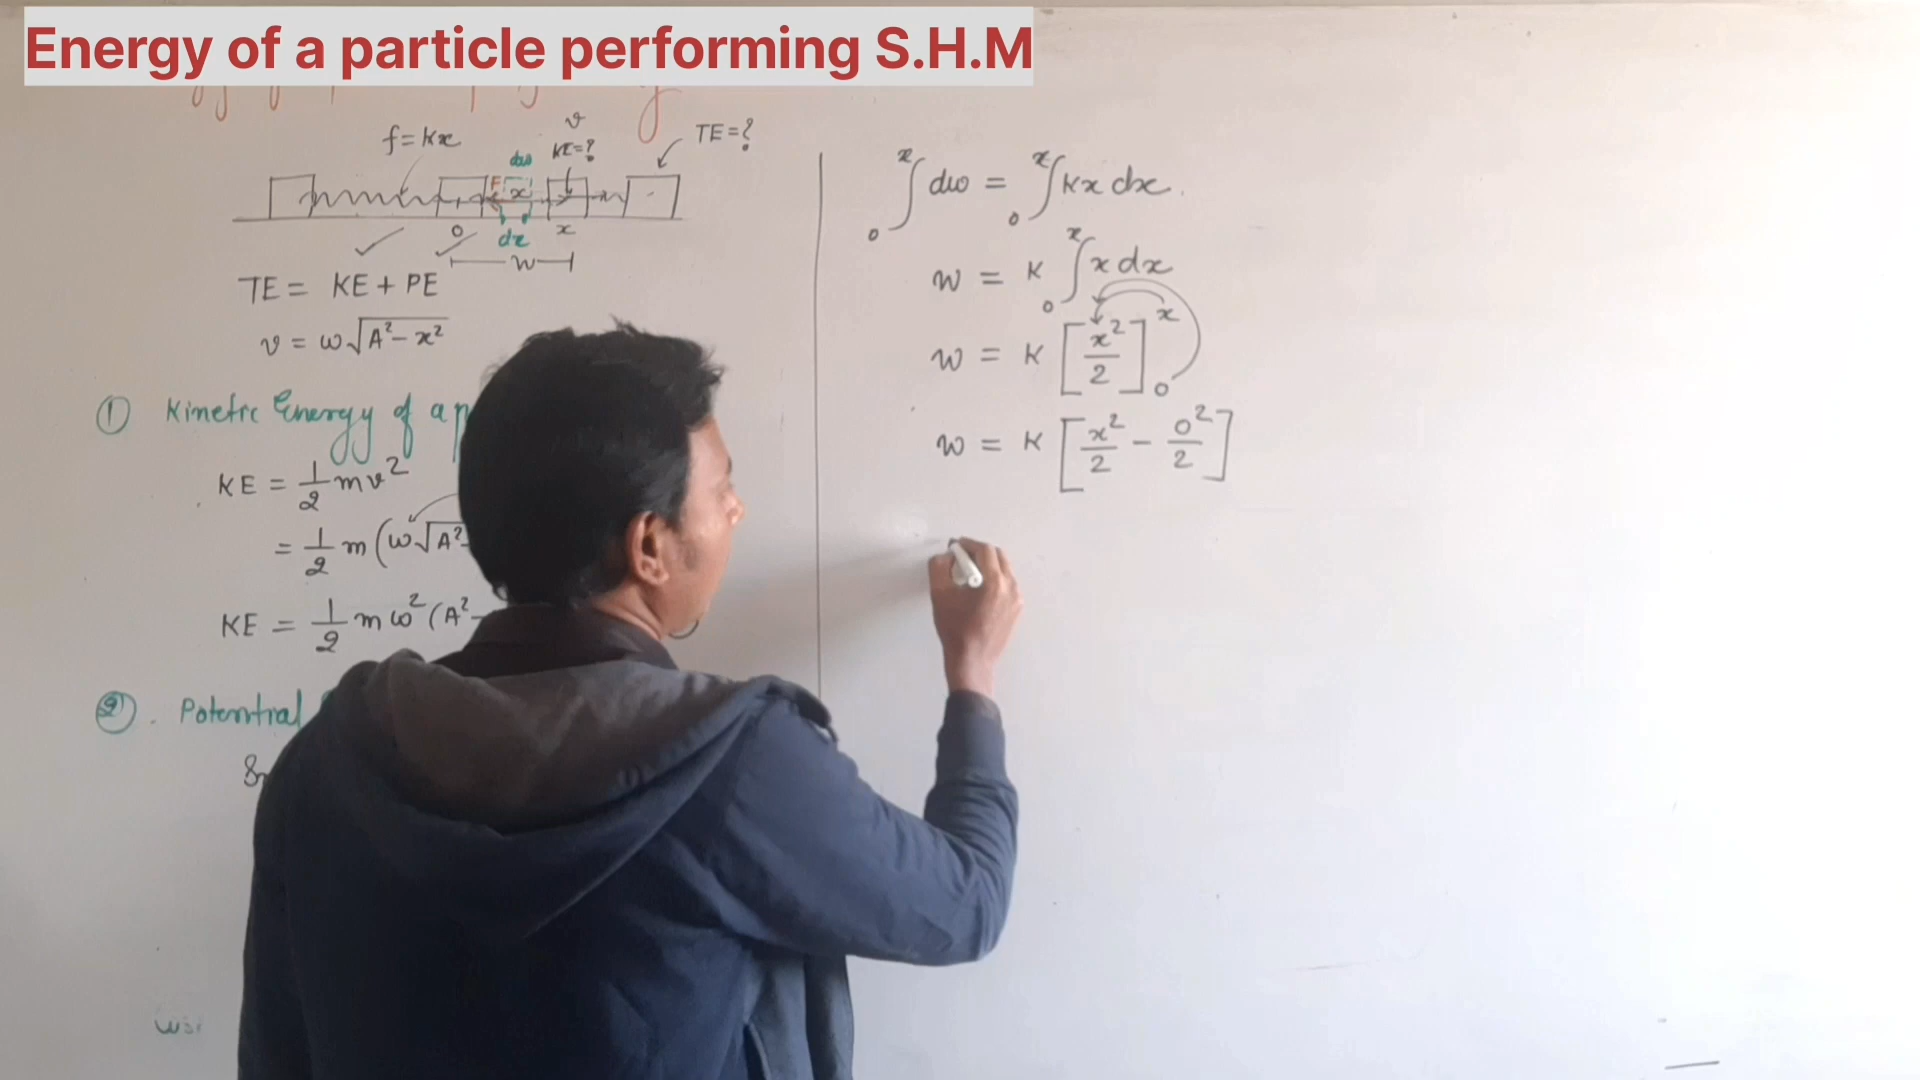 Energy of a particle performing S.H.M
f = kx
v
KE=?
TE=?
dw
F
x
o
dx
x
W
TE = KE + PE
v = ω√A²− x²
① Kinetic Energy of a p
KE = 1/2 mv²
= 1/2 m (ω√A²-
KE = 1/2 mω² (A² -
② . Potential
∫₀ˣ dw = ∫₀ˣ kx dx.
w = k ∫₀ˣ x dx
w = k [x²/2]₀ˣ
w = k [x²/2 − 0²/2]